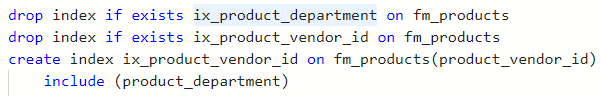 drop index if exists ix_product_department on fm_products
drop index if exists ix_product_vendor_id on fm_products
create index ix_product_vendor_id on fm_products(product_vendor_id)
include (product_department)